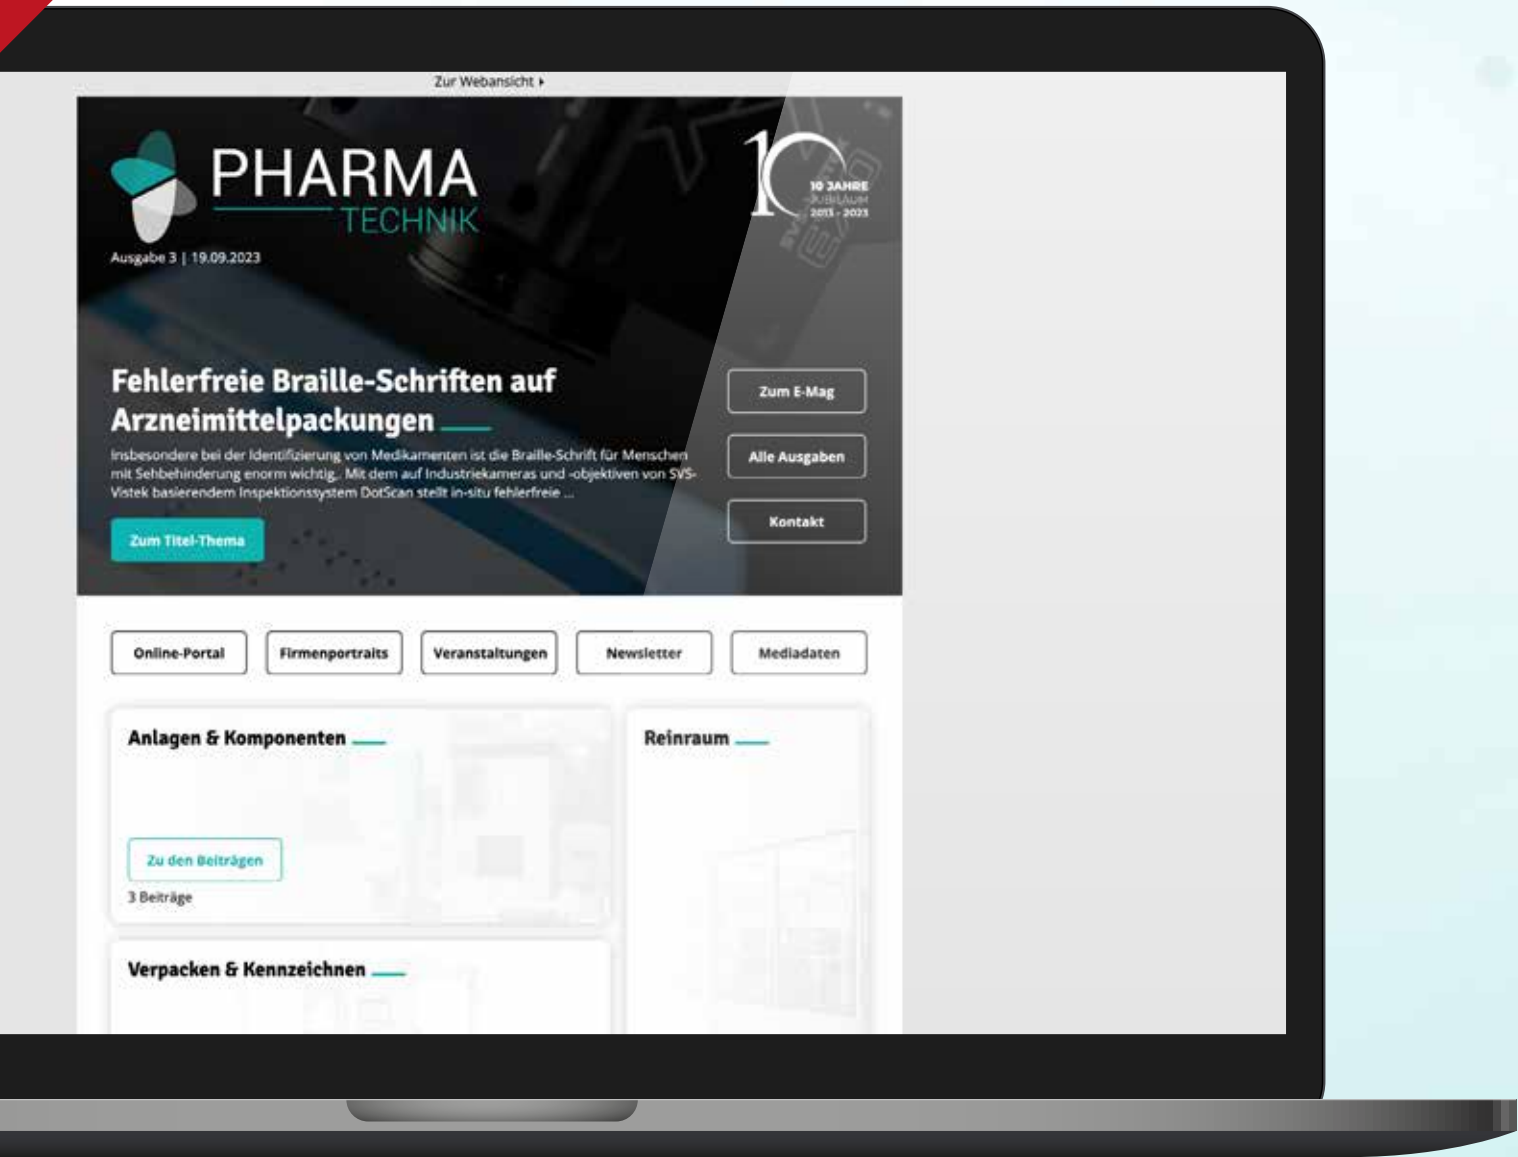 Zur Webansicht
PHARMA
TECHNIK
10
10 JAHRE
JUBILÄUM
2013 - 2023
Ausgabe 3 | 19.09.2023
Fehlerfreie Braille-Schriften auf
Arzneimittelpackungen
Insbesondere bei der Identifizierung von Medikamenten ist die Braille-Schrift für Menschen
mit Sehbehinderung enorm wichtig. Mit dem auf Industriekameras und -objektiven von SVS-
Vistek basierendem Inspektionssystem DotScan stellt in-situ fehlerfreie ...
Zum Titel-Thema
Zum E-Mag
Alle Ausgaben
Kontakt
Online-Portal
Firmenportraits
Veranstaltungen
Newsletter
Mediadaten
Anlagen & Komponenten
Zu den Beiträgen
3 Beiträge
Reinraum
Verpacken & Kennzeichnen